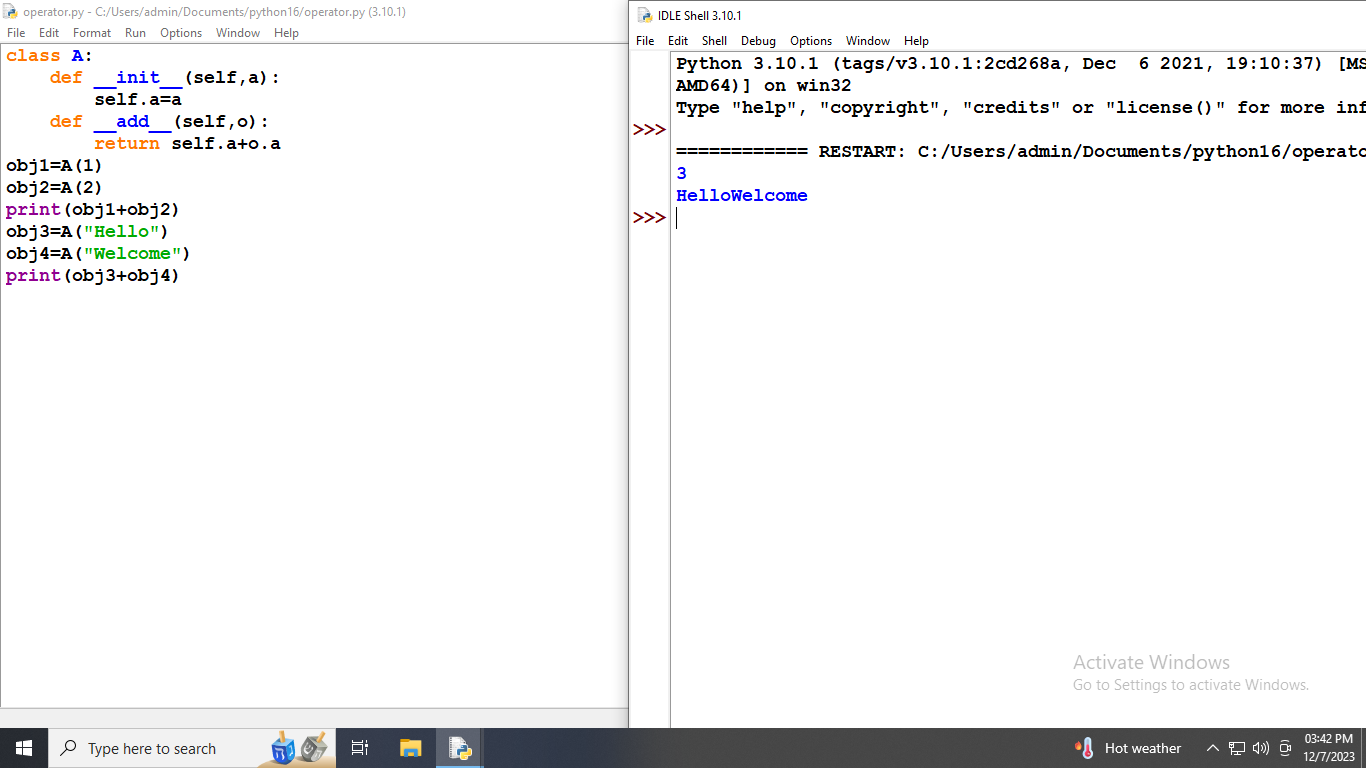 operator.py - C:/Users/admin/Documents/python16/operator.py (3.10.1)
File Edit Format Run Options Window Help
class A:
    def __init__(self,a):
        self.a=a
    def __add__(self,o):
        return self.a+o.a
obj1=A(1)
obj2=A(2)
print(obj1+obj2)
obj3=A("Hello")
obj4=A("Welcome")
print(obj3+obj4)
IDLE Shell 3.10.1
File Edit Shell Debug Options Window Help
Python 3.10.1 (tags/v3.10.1:2cd268a, Dec  6 2021, 19:10:37) [MS
AMD64)] on win32
Type "help", "copyright", "credits" or "license()" for more inf
>>>
============ RESTART: C:/Users/admin/Documents/python16/operato
3
HelloWelcome
>>>
Activate Windows
Go to Settings to activate Windows.
Type here to search
Hot weather
03:42 PM
12/7/2023